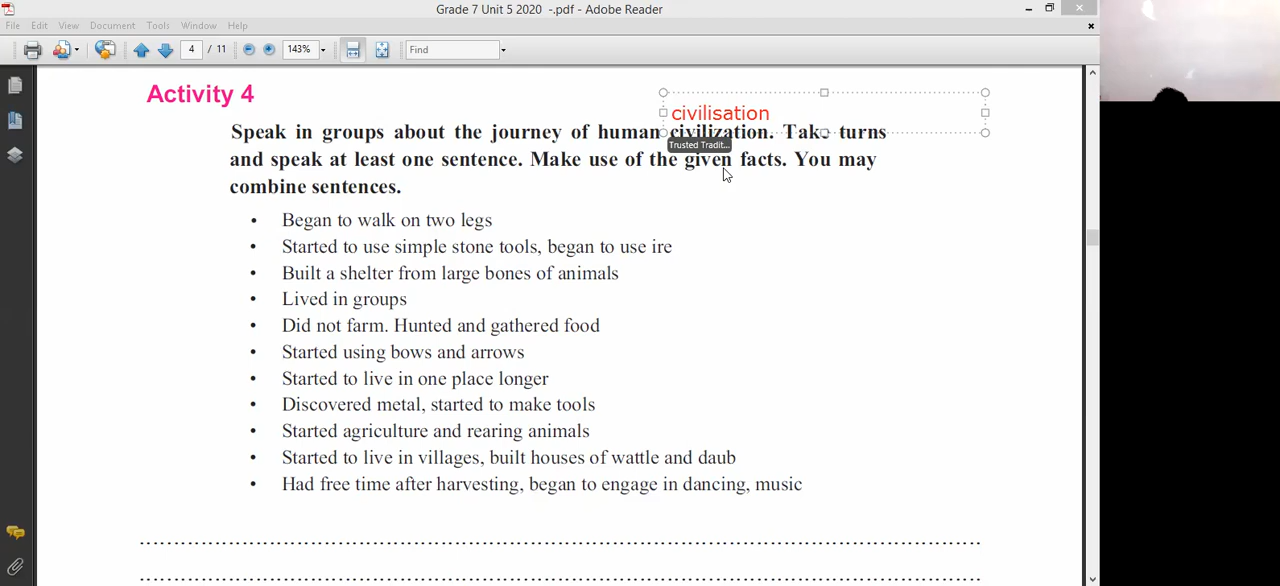 Grade 7 Unit 5 2020 -.pdf - Adobe Reader
File Edit View Document Tools Window Help
4 / 11 143% Find
Activity 4
civilisation
Speak in groups about the journey of human civilization. Take turns
Trusted Tradit...
and speak at least one sentence. Make use of the given facts. You may
combine sentences.
• Began to walk on two legs
• Started to use simple stone tools, began to use ire
• Built a shelter from large bones of animals
• Lived in groups
• Did not farm. Hunted and gathered food
• Started using bows and arrows
• Started to live in one place longer
• Discovered metal, started to make tools
• Started agriculture and rearing animals
• Started to live in villages, built houses of wattle and daub
• Had free time after harvesting, began to engage in dancing, music